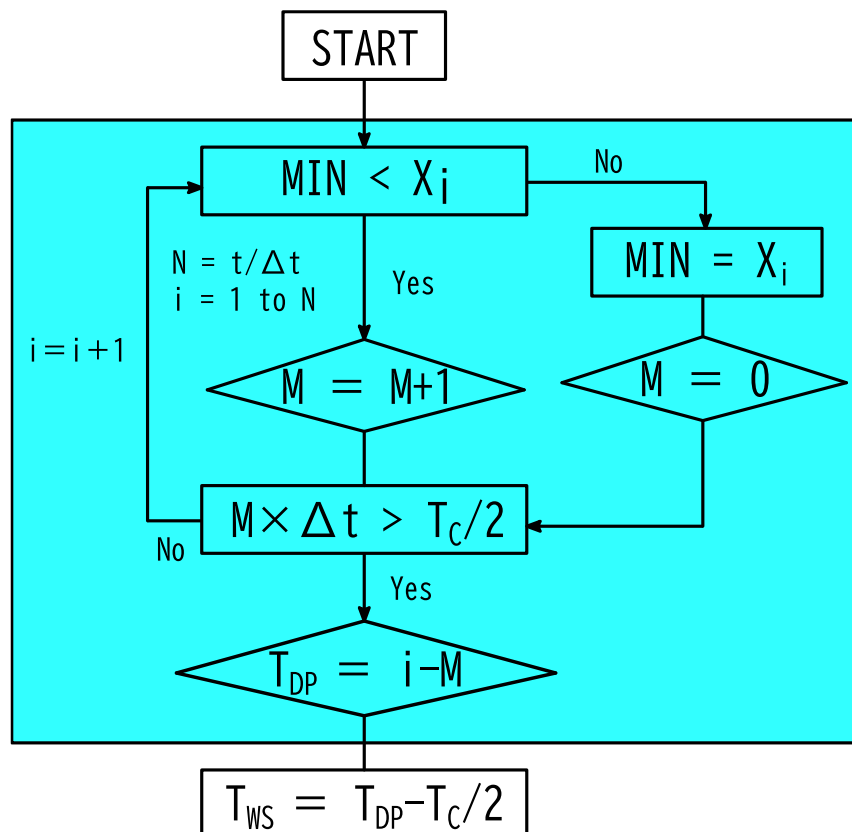 START
MIN < Xi
No
MIN = Xi
N = t/Δt
i = 1 to N
Yes
i=i+1
M = M+1
M = 0
M×Δt > TC/2
No
Yes
TDP = i-M
TWS = TDP-TC/2